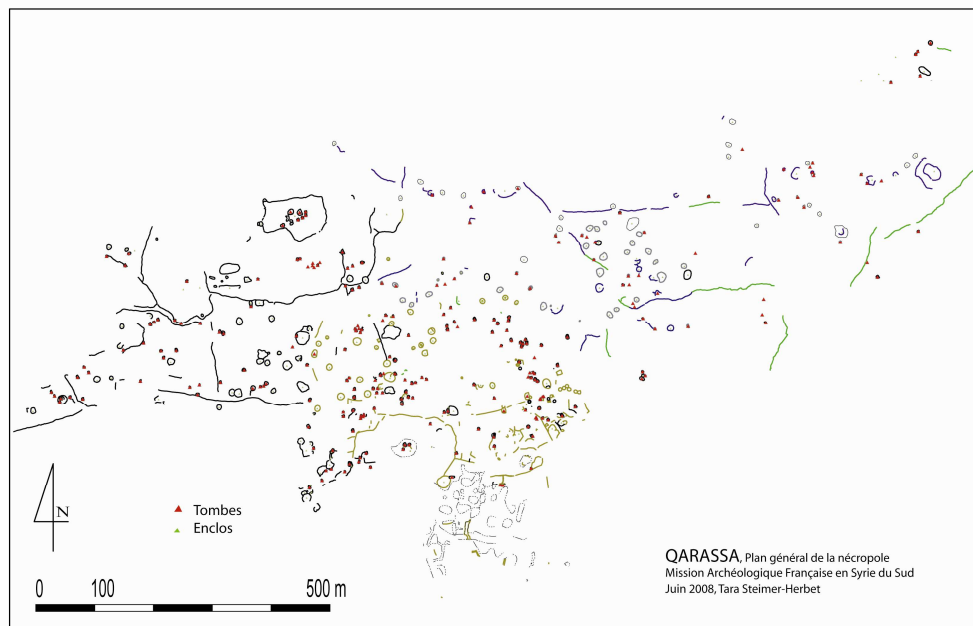 N
Tombes
Enclos
0 100 500 m
QARASSA, Plan général de la nécropole
Mission Archéologique Française en Syrie du Sud
Juin 2008, Tara Steimer-Herbet